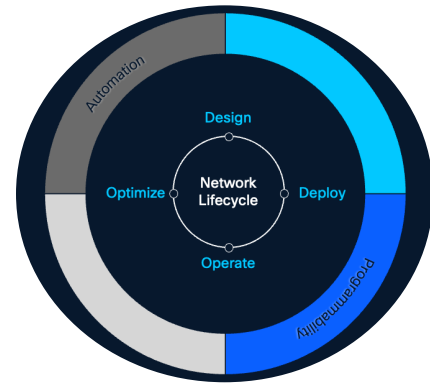 Automation
Design
Optimize
Network
Lifecycle
Deploy
Operate
Programmability